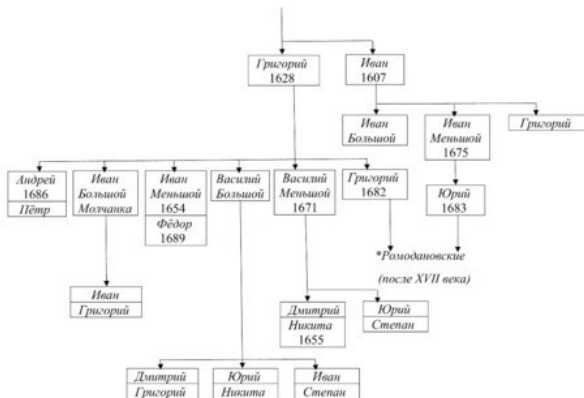 Григорий
1628
Иван
1607
Иван
Большой
Иван
Меньшой
1675
Григорий
Андрей
1686
Пётр
Иван
Большой
Молчанка
Иван
Меньшой
1654
Фёдор
1689
Василий
Большой
Василий
Меньшой
1671
Григорий
1682
Юрий
1683
*Ромодановские
(после XVII века)
Иван
Григорий
Дмитрий
Никита
1655
Юрий
Степан
Дмитрий
Григорий
Юрий
Никита
Иван
Степан